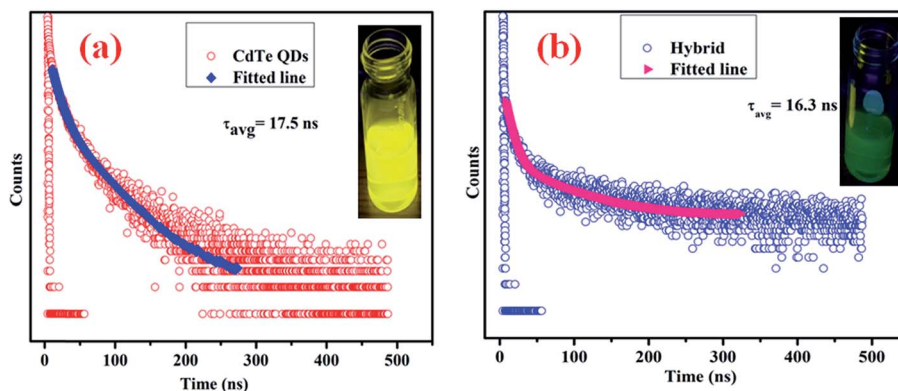 (a)
CdTe QDs
Fitted line
τavg= 17.5 ns
Counts
0 100 200 300 400 500
Time (ns)
(b)
Hybrid
Fitted line
τavg = 16.3 ns
Counts
0 100 200 300 400 500
Time (ns)